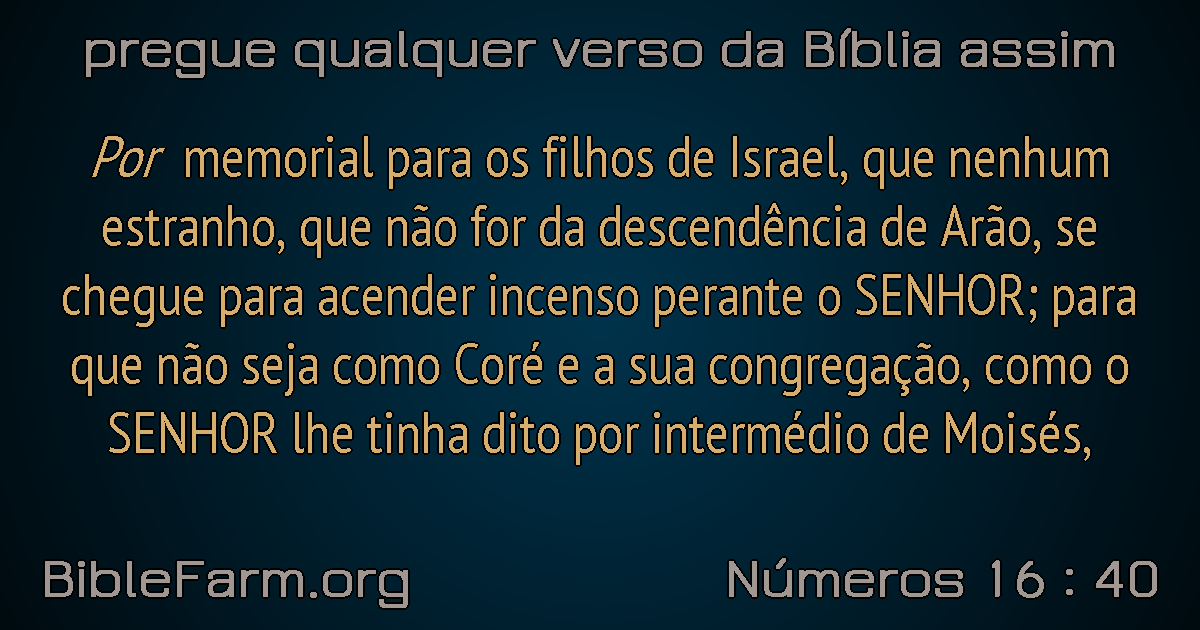 pregue qualquer verso da Bíblia assim
Por memorial para os filhos de Israel, que nenhum
estranho, que não for da descendência de Arão, se
chegue para acender incenso perante o SENHOR; para
que não seja como Coré e a sua congregação, como o
SENHOR lhe tinha dito por intermédio de Moisés,
BibleFarm.org
Números 16 : 40